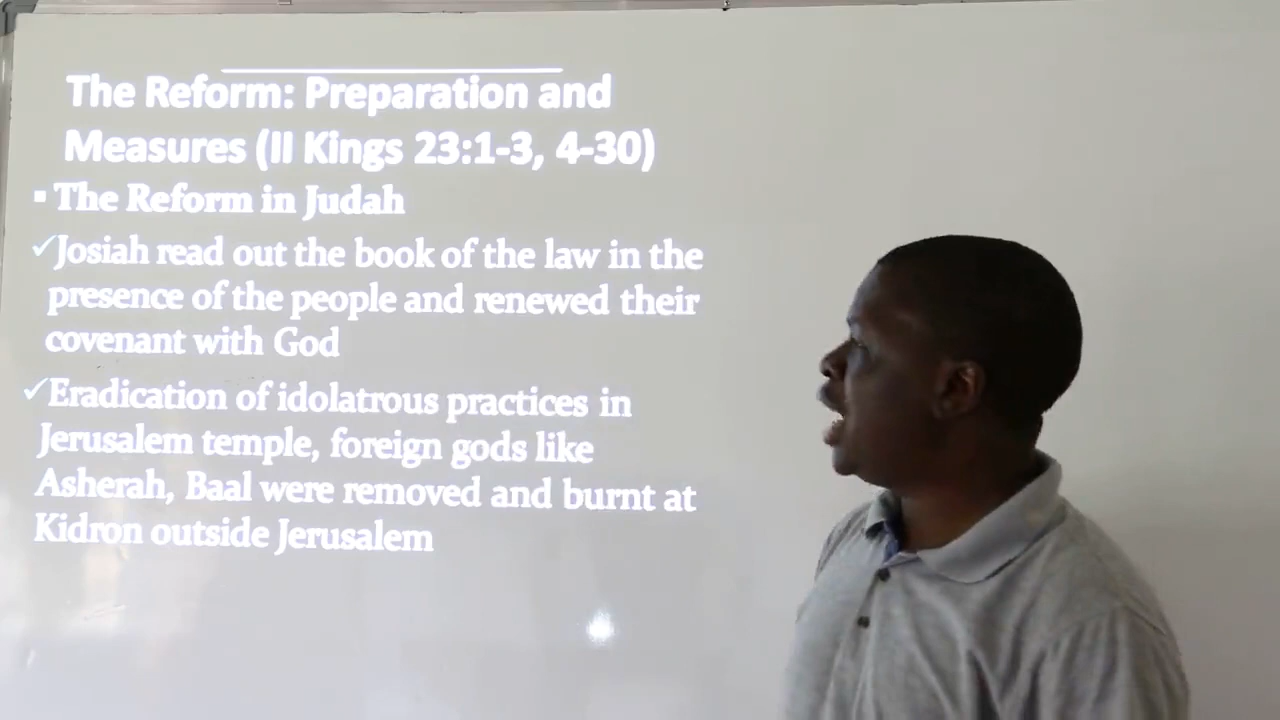 The Reform: Preparation and
Measures (II Kings 23:1-3, 4-30)
▪ The Reform in Judah
✓Josiah read out the book of the law in the
presence of the people and renewed their
covenant with God
✓Eradication of idolatrous practices in
Jerusalem temple, foreign gods like
Asherah, Baal were removed and burnt at
Kidron outside Jerusalem